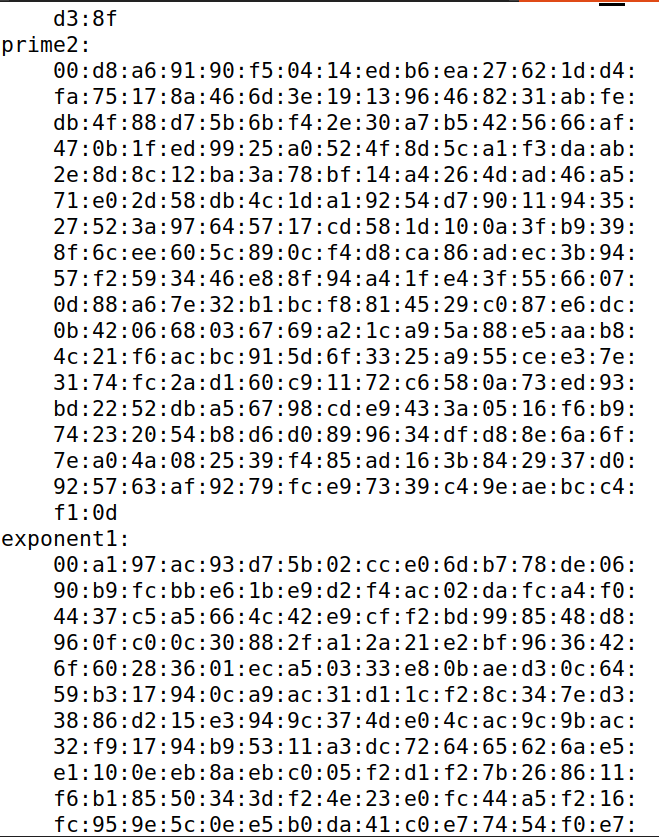 d3:8f
prime2:
00:d8:a6:91:90:f5:04:14:ed:b6:ea:27:62:1d:d4:
fa:75:17:8a:46:6d:3e:19:13:96:46:82:31:ab:fe:
db:4f:88:d7:5b:6b:f4:2e:30:a7:b5:42:56:66:af:
47:0b:1f:ed:99:25:a0:52:4f:8d:5c:a1:f3:da:ab:
2e:8d:8c:12:ba:3a:78:bf:14:a4:26:4d:ad:46:a5:
71:e0:2d:58:db:4c:1d:a1:92:54:d7:90:11:94:35:
27:52:3a:97:64:57:17:cd:58:1d:10:0a:3f:b9:39:
8f:6c:ee:60:5c:89:0c:f4:d8:ca:86:ad:ec:3b:94:
57:f2:59:34:46:e8:8f:94:a4:1f:e4:3f:55:66:07:
0d:88:a6:7e:32:b1:bc:f8:81:45:29:c0:87:e6:dc:
0b:42:06:68:03:67:69:a2:1c:a9:5a:88:e5:aa:b8:
4c:21:f6:ac:bc:91:5d:6f:33:25:a9:55:ce:e3:7e:
31:74:fc:2a:d1:60:c9:11:72:c6:58:0a:73:ed:93:
bd:22:52:db:a5:67:98:cd:e9:43:3a:05:16:f6:b9:
74:23:20:54:b8:d6:d0:89:96:34:df:d8:8e:6a:6f:
7e:a0:4a:08:25:39:f4:85:ad:16:3b:84:29:37:d0:
92:57:63:af:92:79:fc:e9:73:39:c4:9e:ae:bc:c4:
f1:0d
exponent1:
00:a1:97:ac:93:d7:5b:02:cc:e0:6d:b7:78:de:06:
90:b9:fc:bb:e6:1b:e9:d2:f4:ac:02:da:fc:a4:f0:
44:37:c5:a5:66:4c:42:e9:cf:f2:bd:99:85:48:d8:
96:0f:c0:0c:30:88:2f:a1:2a:21:e2:bf:96:36:42:
6f:60:28:36:01:ec:a5:03:33:e8:0b:ae:d3:0c:64:
59:b3:17:94:0c:a9:ac:31:d1:1c:f2:8c:34:7e:d3:
38:86:d2:15:e3:94:9c:37:4d:e0:4c:ac:9c:9b:ac:
32:f9:17:94:b9:53:11:a3:dc:72:64:65:62:6a:e5:
e1:10:0e:eb:8a:eb:c0:05:f2:d1:f2:7b:26:86:11:
f6:b1:85:50:34:3d:f2:4e:23:e0:fc:44:a5:f2:16:
fc:95:9e:5c:0e:e5:b0:da:41:c0:e7:74:54:f0:e7: